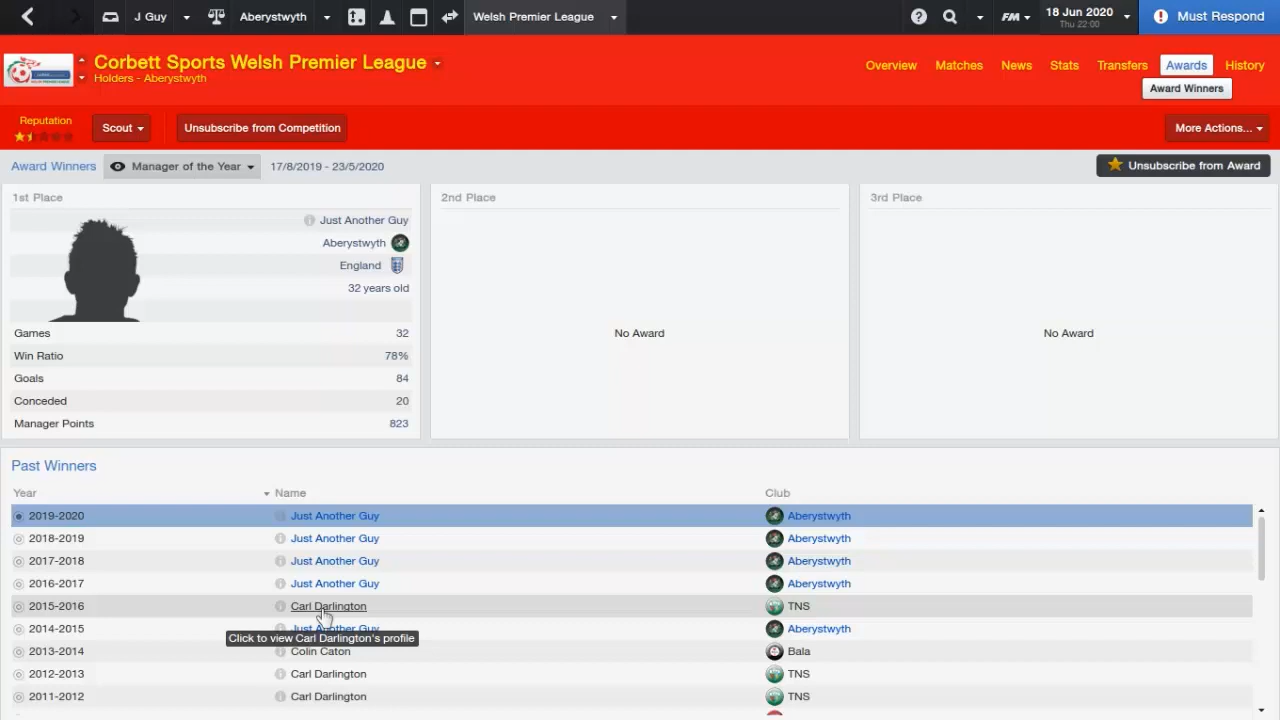 J Guy
Aberystwyth
Welsh Premier League
FM
18 Jun 2020
Thu 22:00
Must Respond
Corbett Sports Welsh Premier League
Holders - Aberystwyth
Overview
Matches
News
Stats
Transfers
Awards
History
Award Winners
Reputation
Scout
Unsubscribe from Competition
More Actions...
Award Winners
Manager of the Year
17/8/2019 - 23/5/2020
Unsubscribe from Award
1st Place
Just Another Guy
Aberystwyth
England
32 years old
Games 32
Win Ratio 78%
Goals 84
Conceded 20
Manager Points 823
2nd Place
No Award
3rd Place
No Award
Past Winners
Year Name Club
2019-2020 Just Another Guy Aberystwyth
2018-2019 Just Another Guy Aberystwyth
2017-2018 Just Another Guy Aberystwyth
2016-2017 Just Another Guy Aberystwyth
2015-2016 Carl Darlington TNS
2014-2015 Just Another Guy Aberystwyth
Click to view Carl Darlington's profile
2013-2014 Colin Caton Bala
2012-2013 Carl Darlington TNS
2011-2012 Carl Darlington TNS